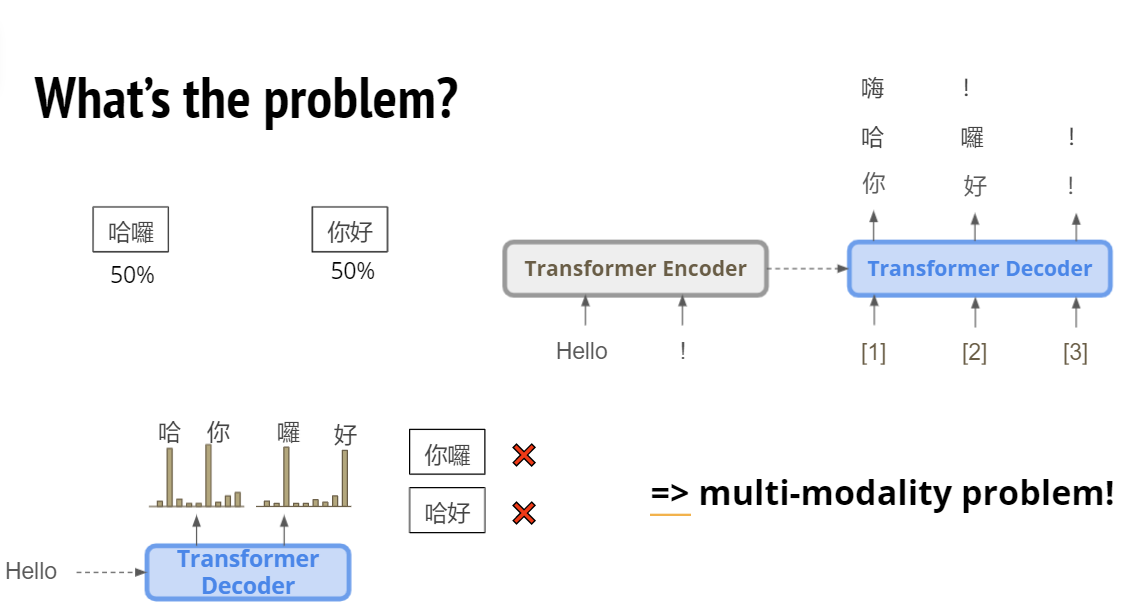 What's the problem?
哈囉
50%
你好
50%
嗨 !
哈 囉 !
你 好 !
Transformer Encoder
Transformer Decoder
Hello !
[1] [2] [3]
哈 你 囉 好
Transformer
Decoder
Hello
你囉
哈好
=> multi-modality problem!